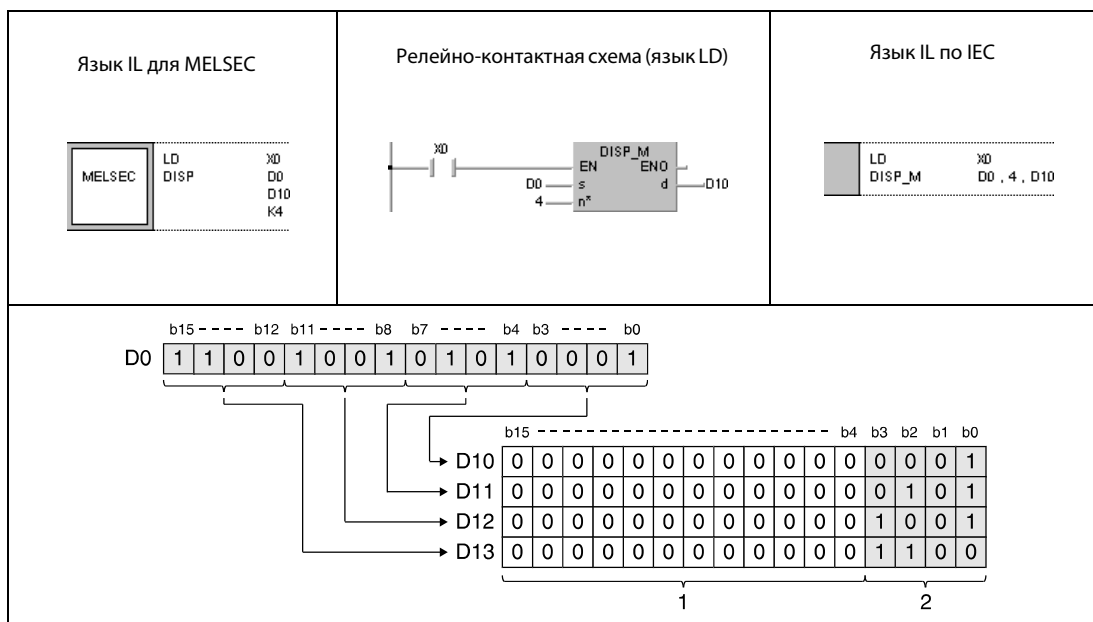 Язык IL для MELSEC
MELSEC
LD X0
DISP D0
D10
K4
Релейно-контактная схема (язык LD)
X0
DISP_M
EN ENO
D0 s d D10
4 n*
Язык IL по IEC
LD X0
DISP_M D0 , 4 , D10
b15 ---- b12 b11 ---- b8 b7 ---- b4 b3 ---- b0
D0 1 1 0 0 1 0 0 1 0 1 0 1 0 0 0 1
b15 ---- b4 b3 b2 b1 b0
D10 0 0 0 0 0 0 0 0 0 0 0 0 0 0 0 1
D11 0 0 0 0 0 0 0 0 0 0 0 0 0 1 0 1
D12 0 0 0 0 0 0 0 0 0 0 0 0 1 0 0 1
D13 0 0 0 0 0 0 0 0 0 0 0 0 1 1 0 0
1 2